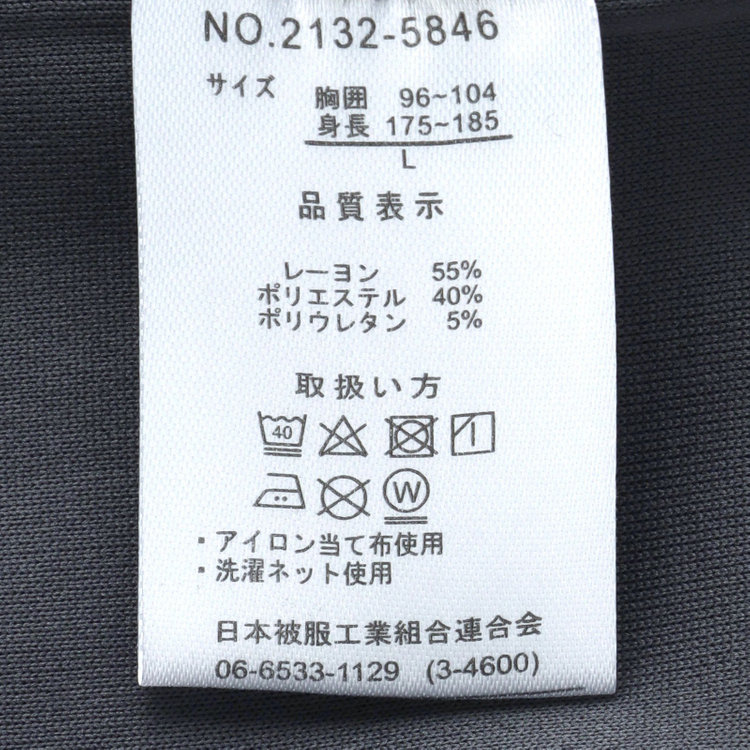 NO.2132-5846
サイズ 胸囲 96~104
身長 175~185
L
品質表示
レーヨン 55%
ポリエステル 40%
ポリウレタン 5%
取扱い方
40
W
・アイロン当て布使用
・洗濯ネット使用
日本被服工業組合連合会
06-6533-1129 (3-4600)